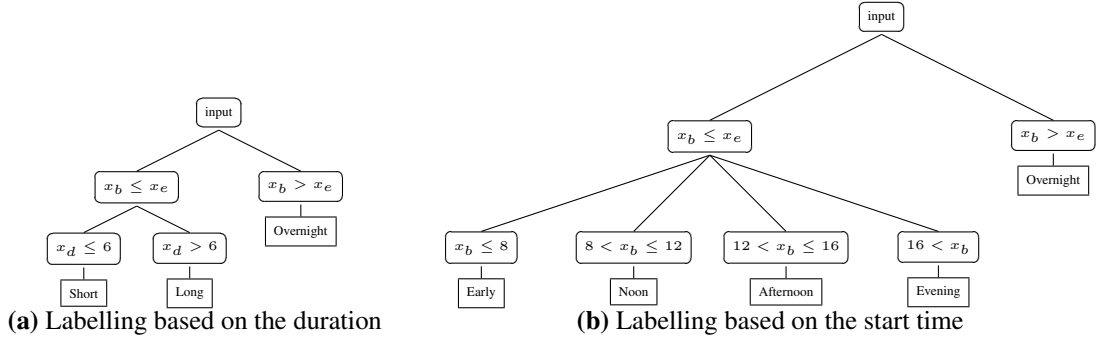 input
x_b ≤ x_e
x_b > x_e
Overnight
x_d ≤ 6
x_d > 6
Short
Long
(a) Labelling based on the duration
input
x_b ≤ x_e
x_b > x_e
Overnight
x_b ≤ 8
8 < x_b ≤ 12
12 < x_b ≤ 16
16 < x_b
Early
Noon
Afternoon
Evening
(b) Labelling based on the start time